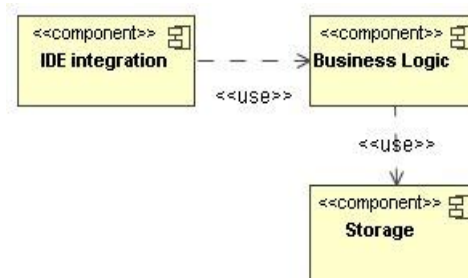 <<component>>
IDE integration
<<component>>
Business Logic
<<use>>
<<use>>
<<component>>
Storage